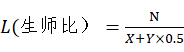 L(生师比) = N / (X+Y×0.5)